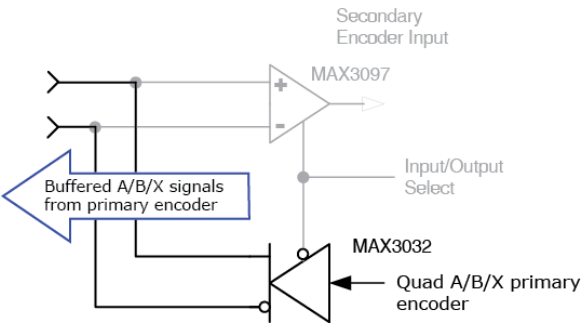 Secondary
Encoder Input
MAX3097
+
-
Input/Output
Select
Buffered A/B/X signals
from primary encoder
MAX3032
Quad A/B/X primary
encoder